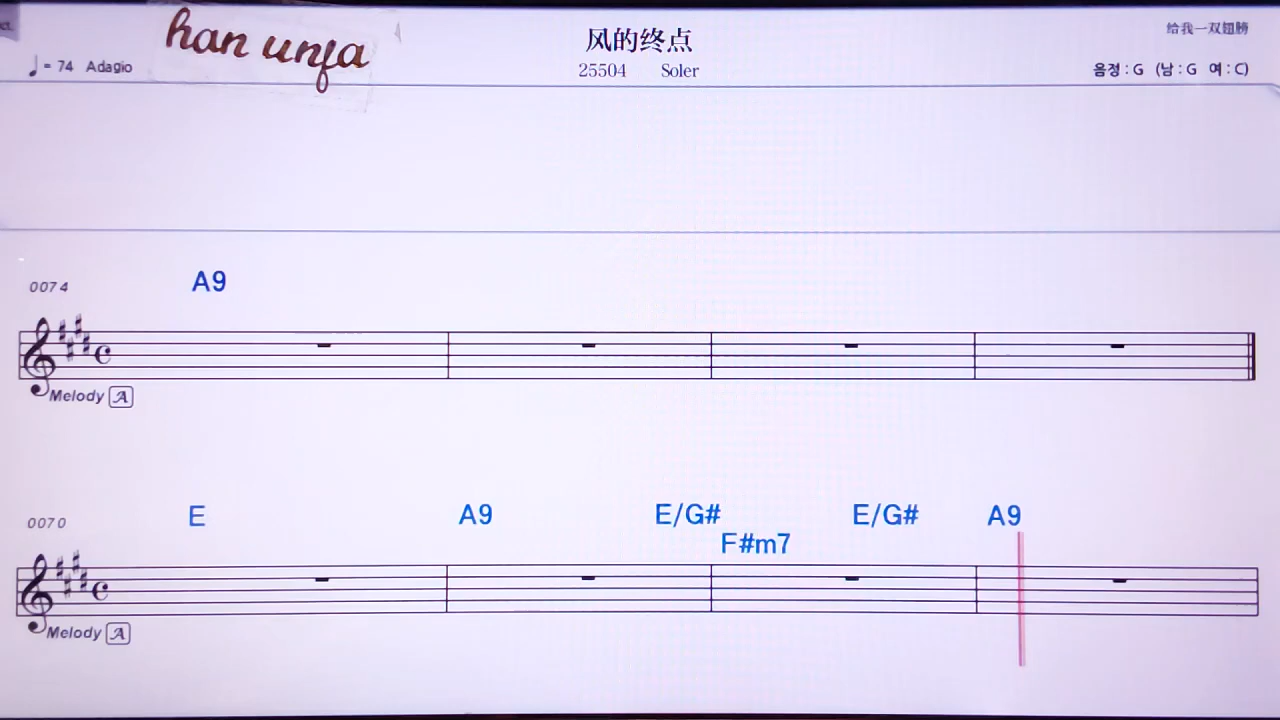 han unfa
风的终点
给我一双翅膀
♩= 74 Adagio
25504 Soler
음정 : G (남 : G 여 : C)
0074
A9
Melody A
0070
E A9 E/G# E/G# A9
F#m7
Melody A